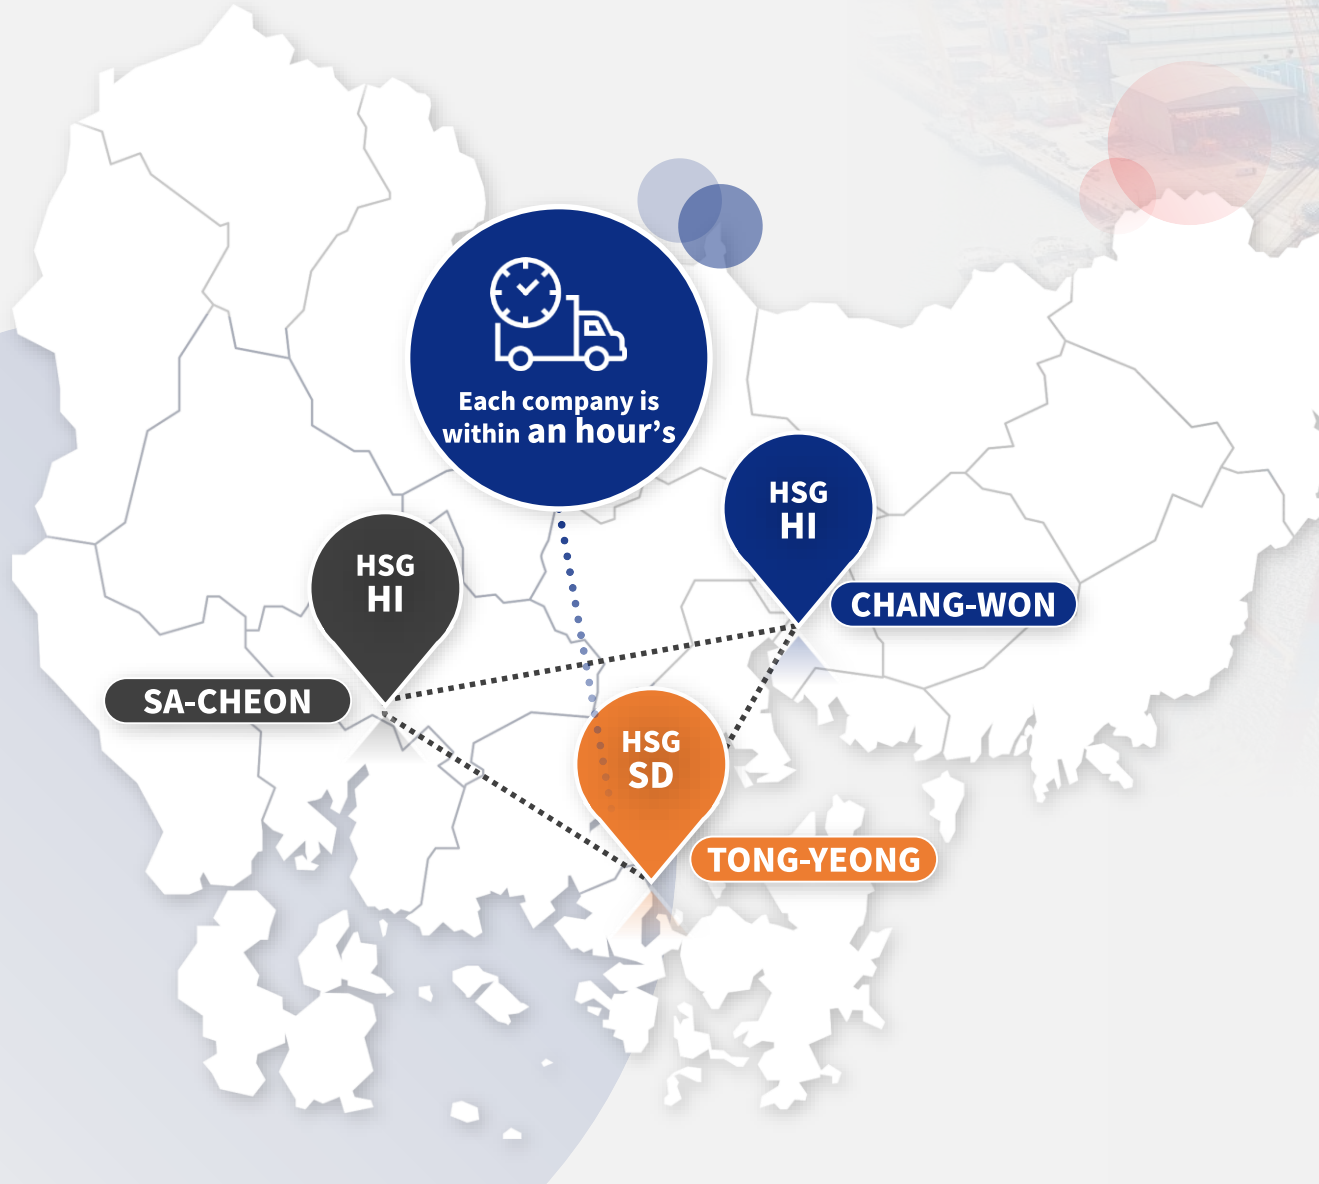 Each company is
within an hour's
HSG
HI
CHANG-WON
HSG
HI
SA-CHEON
HSG
SD
TONG-YEONG